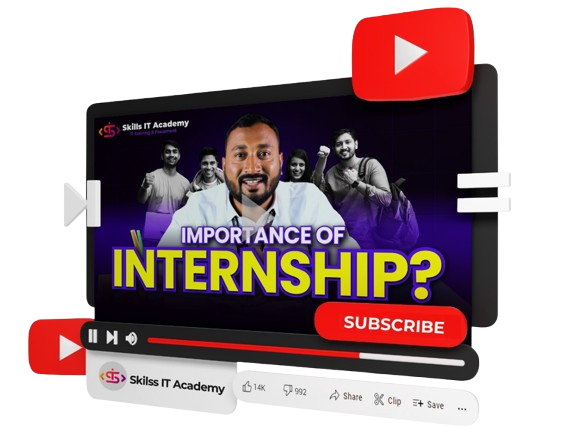 Skills IT Academy
IT Training & Placement
IMPORTANCE OF
INTERNSHIP?
SUBSCRIBE
Skilss IT Academy
14K
992
Share
Clip
Save